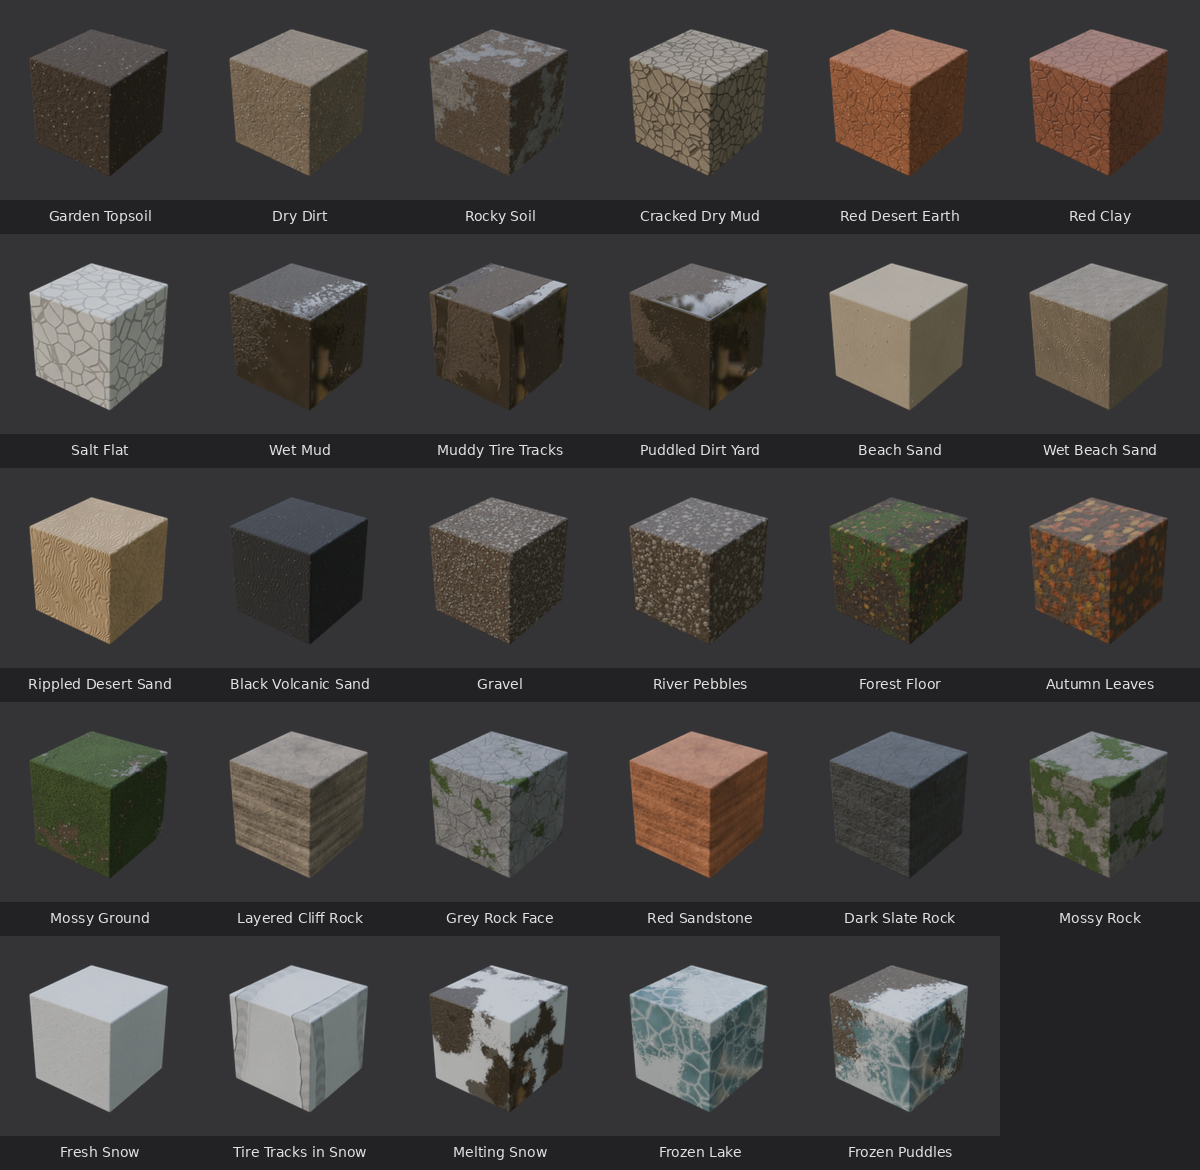 Garden Topsoil
Dry Dirt
Rocky Soil
Cracked Dry Mud
Red Desert Earth
Red Clay
Salt Flat
Wet Mud
Muddy Tire Tracks
Puddled Dirt Yard
Beach Sand
Wet Beach Sand
Rippled Desert Sand
Black Volcanic Sand
Gravel
River Pebbles
Forest Floor
Autumn Leaves
Mossy Ground
Layered Cliff Rock
Grey Rock Face
Red Sandstone
Dark Slate Rock
Mossy Rock
Fresh Snow
Tire Tracks in Snow
Melting Snow
Frozen Lake
Frozen Puddles